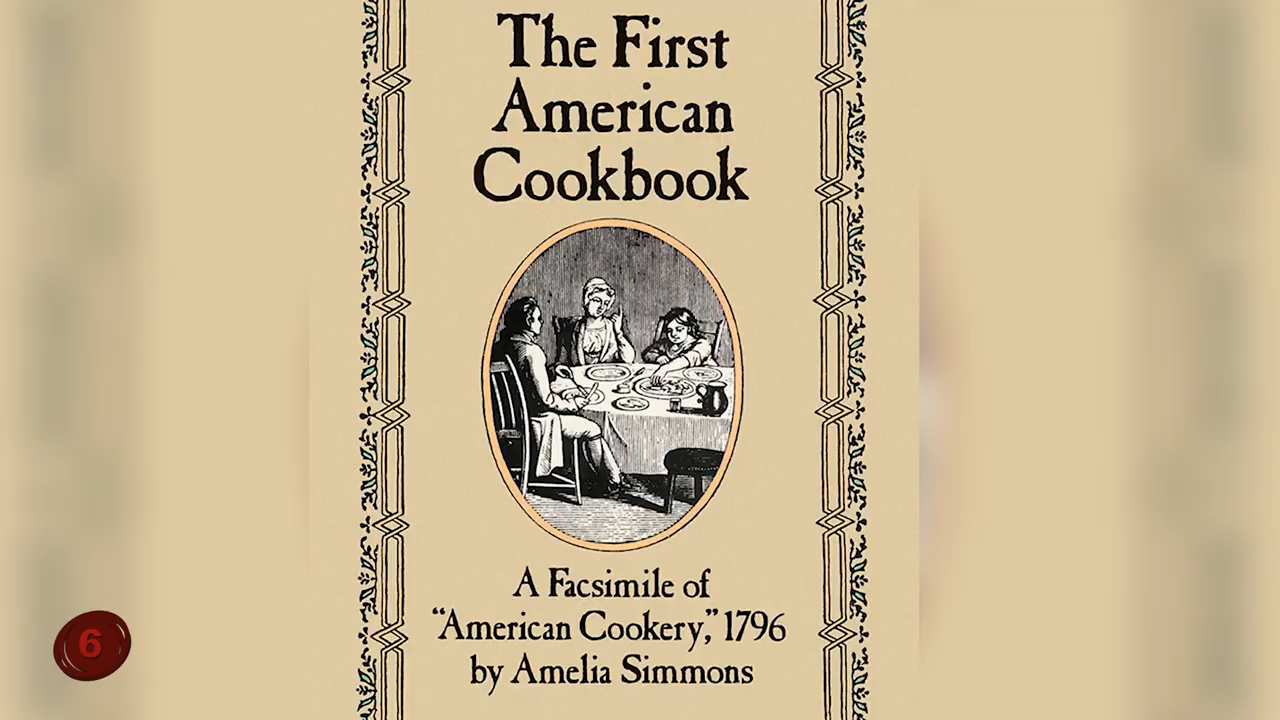 The First
American
Cookbook
A Facsimile of
“American Cookery,” 1796
by Amelia Simmons
6